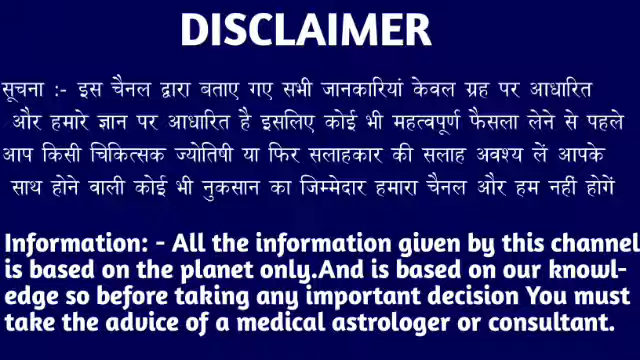 DISCLAIMER
सूचना :- इस चैनल द्वारा बताए गए सभी जानकारियां केवल ग्रह पर आधारित
और हमारे ज्ञान पर आधारित है इसलिए कोई भी महत्वपूर्ण फैसला लेने से पहले
आप किसी चिकित्सक ज्योतिषी या फिर सलाहकार की सलाह अवश्य लें आपके
साथ होने वाली कोई भी नुकसान का जिम्मेदार हमारा चैनल और हम नहीं होगें
Information: - All the information given by this channel
is based on the planet only.And is based on our knowl-
edge so before taking any important decision You must
take the advice of a medical astrologer or consultant.